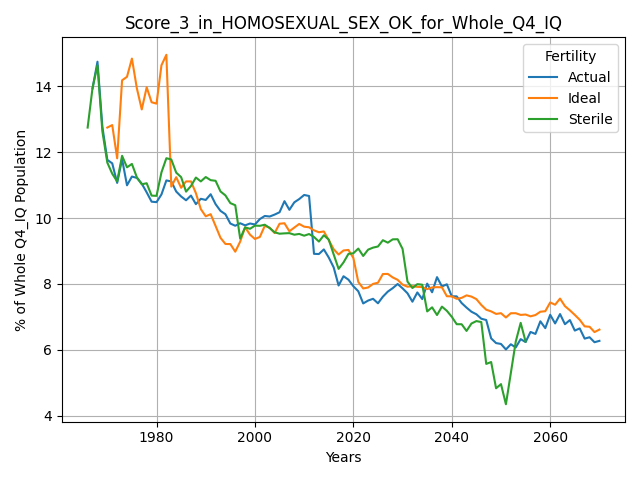 Score_3_in_HOMOSEXUAL_SEX_OK_for_Whole_Q4_IQ
Fertility
Actual
Ideal
Sterile
% of Whole Q4_IQ Population
14
12
10
8
6
4
1980 2000 2020 2040 2060
Years